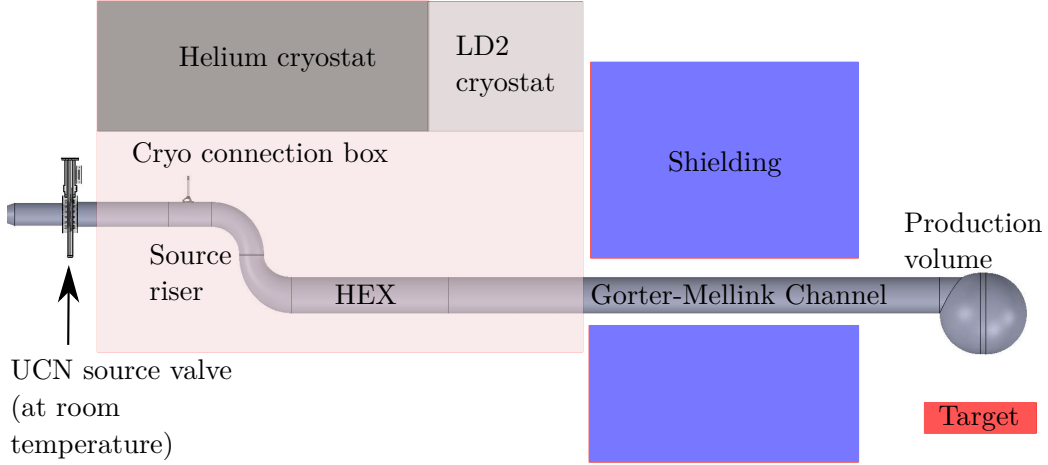 Helium cryostat
LD2
cryostat
Cryo connection box
Shielding
Production
volume
Source
riser
HEX
Gorter-Mellink Channel
UCN source valve
(at room
temperature)
Target